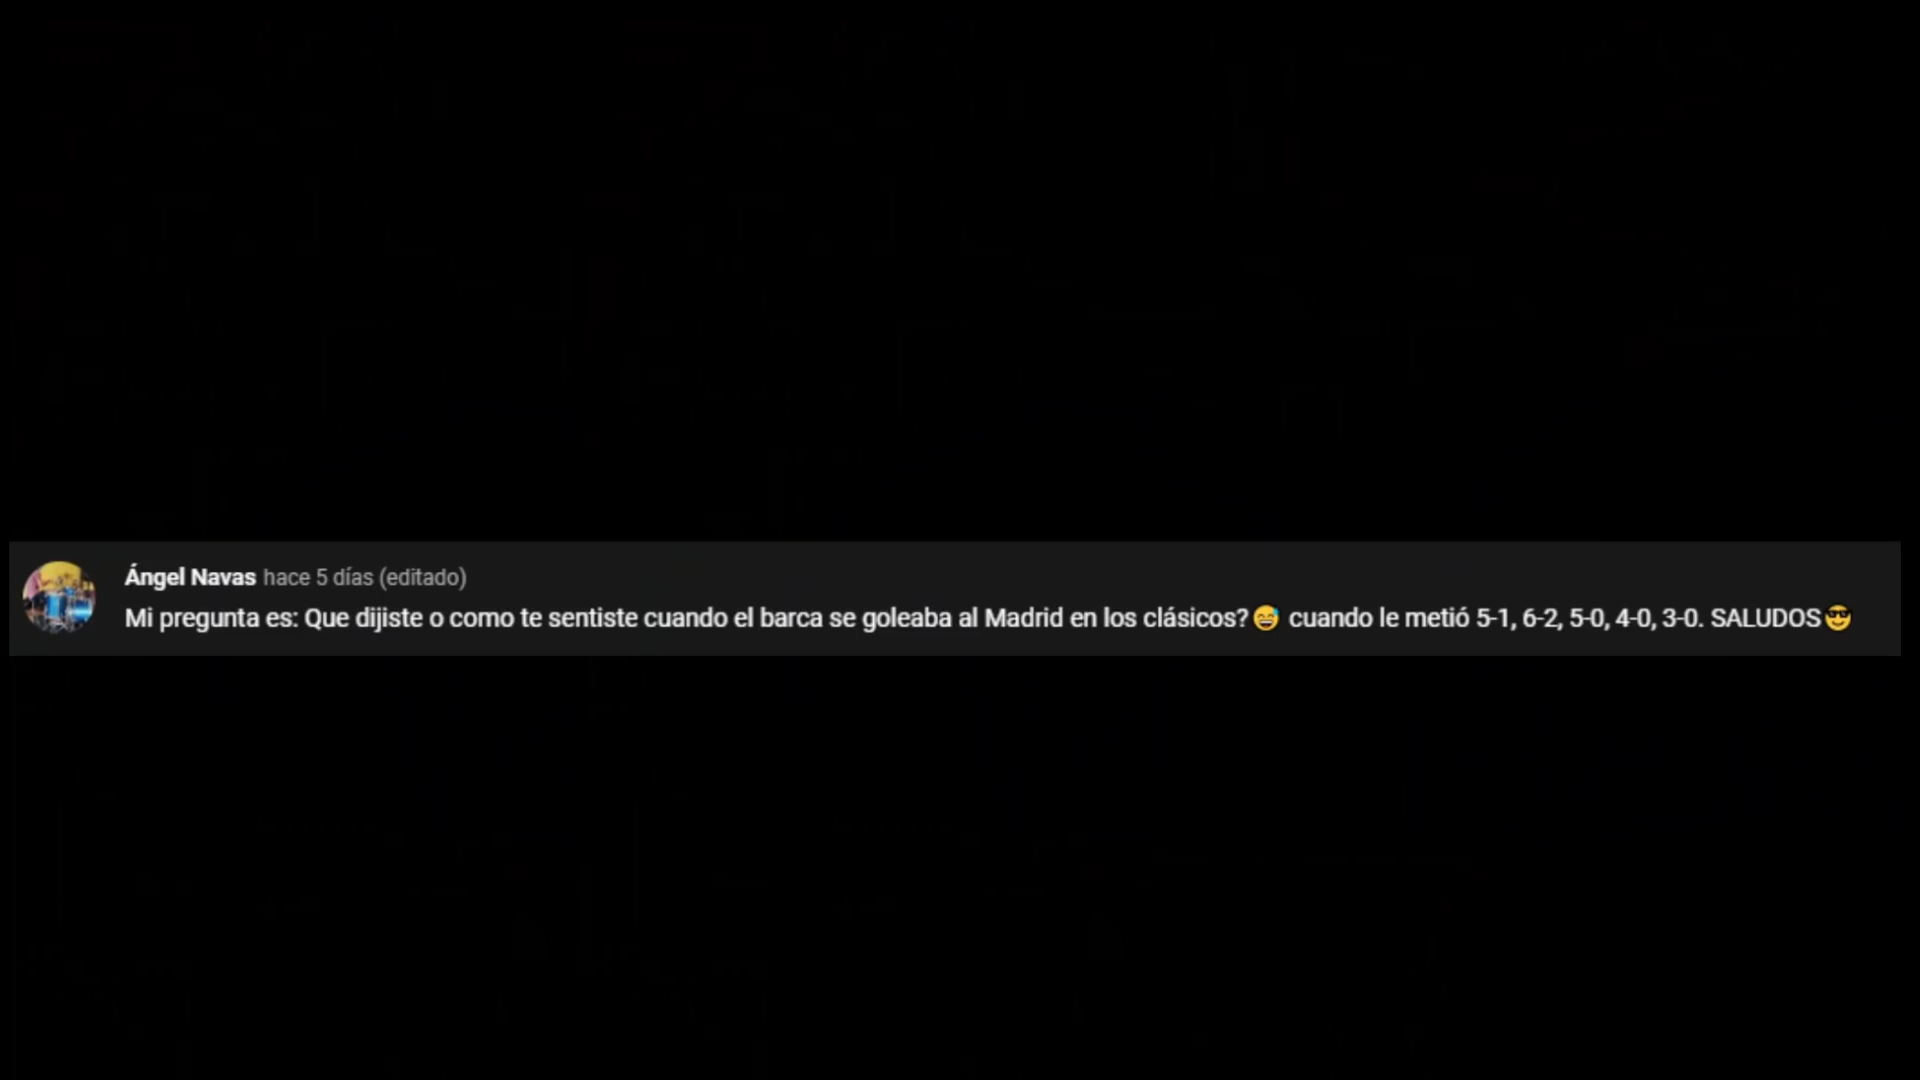 Ángel Navas hace 5 días (editado)
Mi pregunta es: Que dijiste o como te sentiste cuando el barca se goleaba al Madrid en los clásicos?😅 cuando le metió 5-1, 6-2, 5-0, 4-0, 3-0. SALUDOS😎